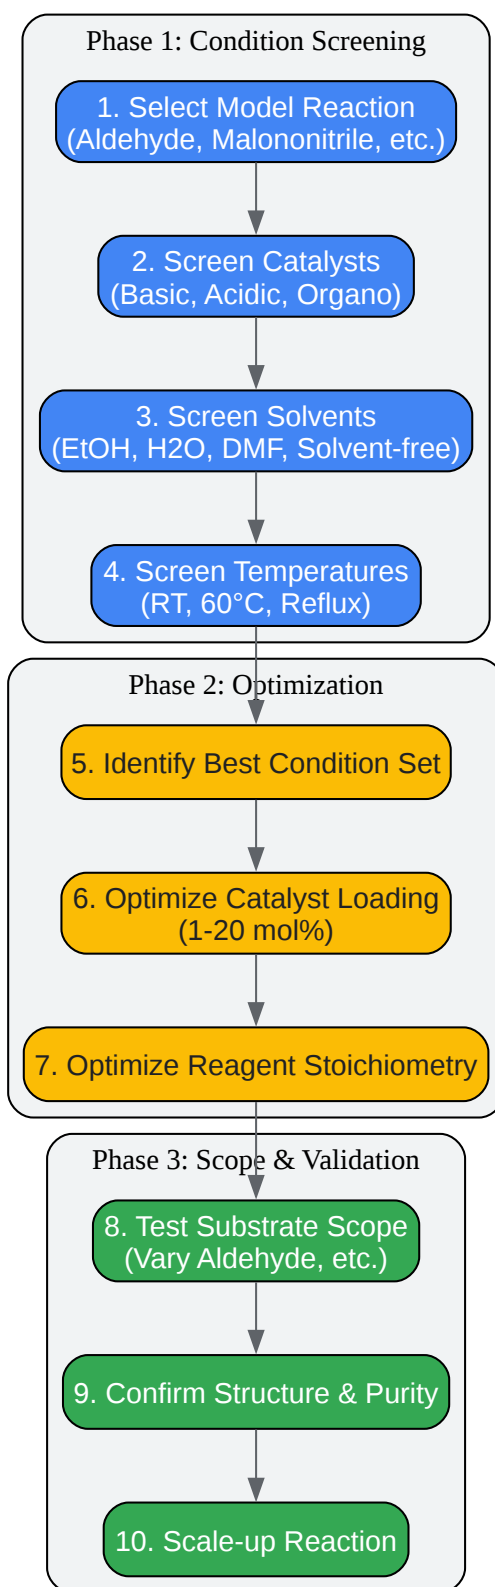 Phase 1: Condition Screening
1. Select Model Reaction
(Aldehyde, Malononitrile, etc.)
2. Screen Catalysts
(Basic, Acidic, Organo)
3. Screen Solvents
(EtOH, H2O, DMF, Solvent-free)
4. Screen Temperatures
(RT, 60°C, Reflux)
Phase 2: Optimization
5. Identify Best Condition Set
6. Optimize Catalyst Loading
(1-20 mol%)
7. Optimize Reagent Stoichiometry
Phase 3: Scope & Validation
8. Test Substrate Scope
(Vary Aldehyde, etc.)
9. Confirm Structure & Purity
10. Scale-up Reaction